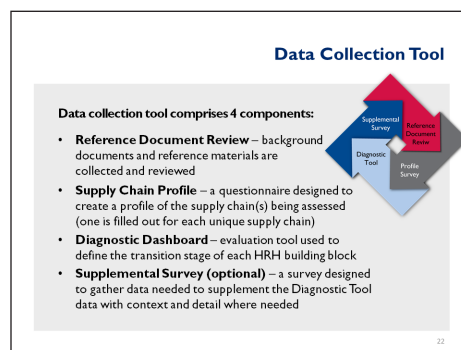 Data Collection Tool
Data collection tool comprises 4 components:
• Reference Document Review – background
documents and reference materials are
collected and reviewed
• Supply Chain Profile – a questionnaire designed to
create a profile of the supply chain(s) being assessed
(one is filled out for each unique supply chain)
• Diagnostic Dashboard – evaluation tool used to
define the transition stage of each HRH building block
• Supplemental Survey (optional) – a survey designed
to gather data needed to supplement the Diagnostic Tool
data with context and detail where needed
Supplemental
Survey
Reference
Document
Reviw
Diagnostic
Tool
Profile
Survey
22